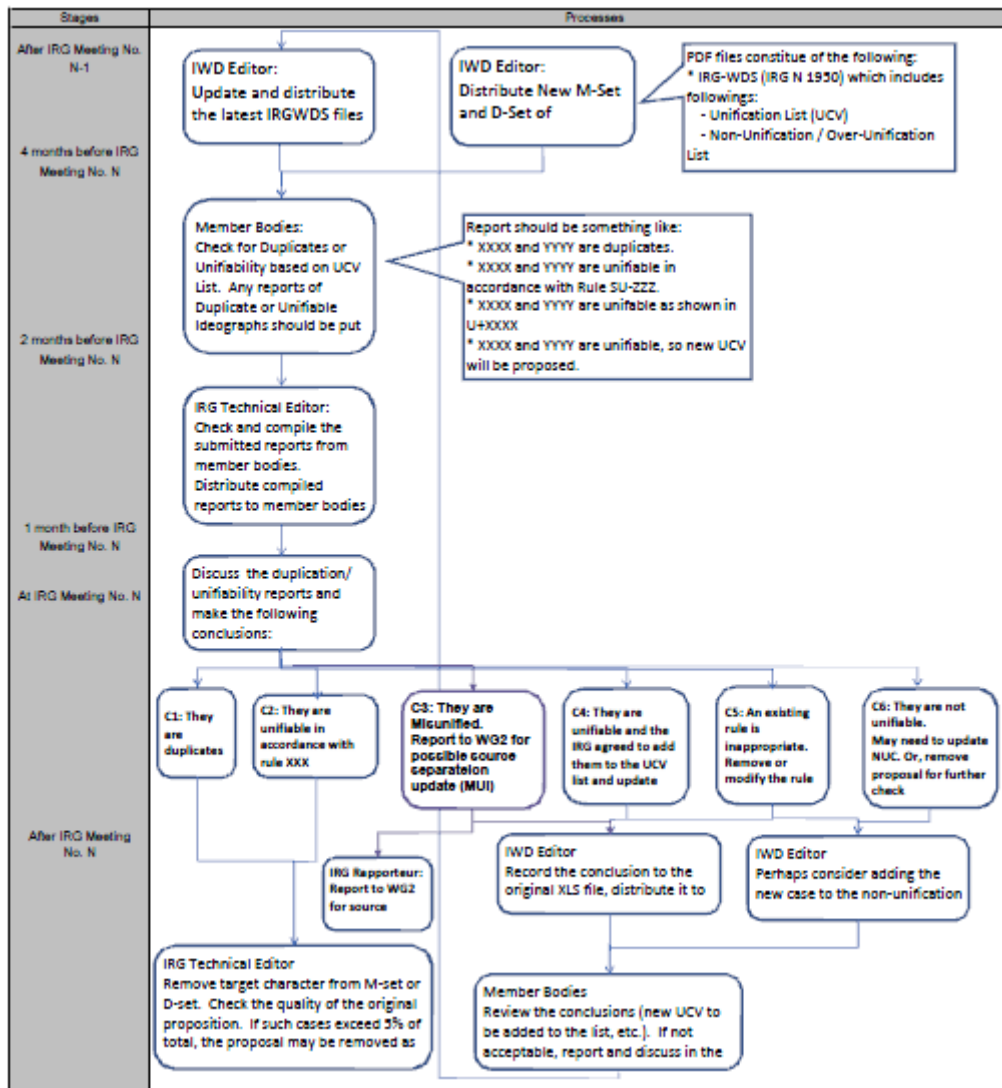 Stages
Processes
After IRG Meeting No.
N-1
IWD Editor:
Update and distribute
the latest IRGWDS files
IWD Editor:
Distribute New M-Set
and D-Set of
PDF files constitue of the following:
* IRG-WDS (IRG N 1950) which includes
followings:
- Unification List (UCV)
- Non-Unification / Over-Unification
List
4 months before IRG
Meeting No. N
Member Bodies:
Check for Duplicates or
Unifiability based on UCV
List. Any reports of
Duplicate or Unifiable
Ideographs should be put
Report should be something like:
* XXXX and YYYY are duplicates.
* XXXX and YYYY are unifiable in
accordance with Rule SU-ZZZ.
* XXXX and YYYY are unifable as shown in
U+XXXX
* XXXX and YYYY are unifiable, so new UCV
will be proposed.
2 months before IRG
Meeting No. N
IRG Technical Editor:
Check and compile the
submitted reports from
member bodies.
Distribute compiled
reports to member bodies
1 month before IRG
Meeting No. N
At IRG Meeting No. N
Discuss the duplication/
unifiability reports and
make the following
conclusions:
C1: They
are
duplicates
C2: They are
unifiable in
accordance with
rule XXX
C3: They are
Misunified.
Report to WG2 for
possible source
separateion
update (MUI)
C4: They are
unifiable and the
IRG agreed to add
them to the UCV
list and update
C5: An existing
rule is
inappropriate.
Remove or
modify the rule
C6: They are not
unifiable.
May need to update
NUC. Or, remove
proposal for further
check
After IRG Meeting
No. N
IRG Rapporteur:
Report to WG2
for source
IWD Editor
Record the conclusion to the
original XLS file, distribute it to
IWD Editor
Perhaps consider adding the
new case to the non-unification
IRG Technical Editor
Remove target character from M-set or
D-set. Check the quality of the original
proposition. If such cases exceed 5% of
total, the proposal may be removed as
Member Bodies
Review the conclusions (new UCV to
be added to the list, etc.). If not
acceptable, report and discuss in the